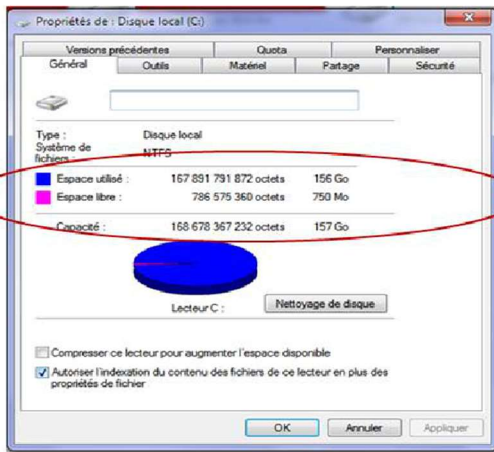 Propriétés de : Disque local (C:)
Versions précédentes Quota Personnaliser
Général Outils Matériel Partage Sécurité
Type : Disque local
Système de fichiers : NTFS
Espace utilisé : 167 891 791 872 octets 156 Go
Espace libre : 786 575 360 octets 750 Mo
Capacité : 168 678 367 232 octets 157 Go
Lecteur C :
Nettoyage de disque
Compresser ce lecteur pour augmenter l'espace disponible
Autoriser l'indexation du contenu des fichiers de ce lecteur en plus des
propriétés de fichier
OK Annuler Appliquer